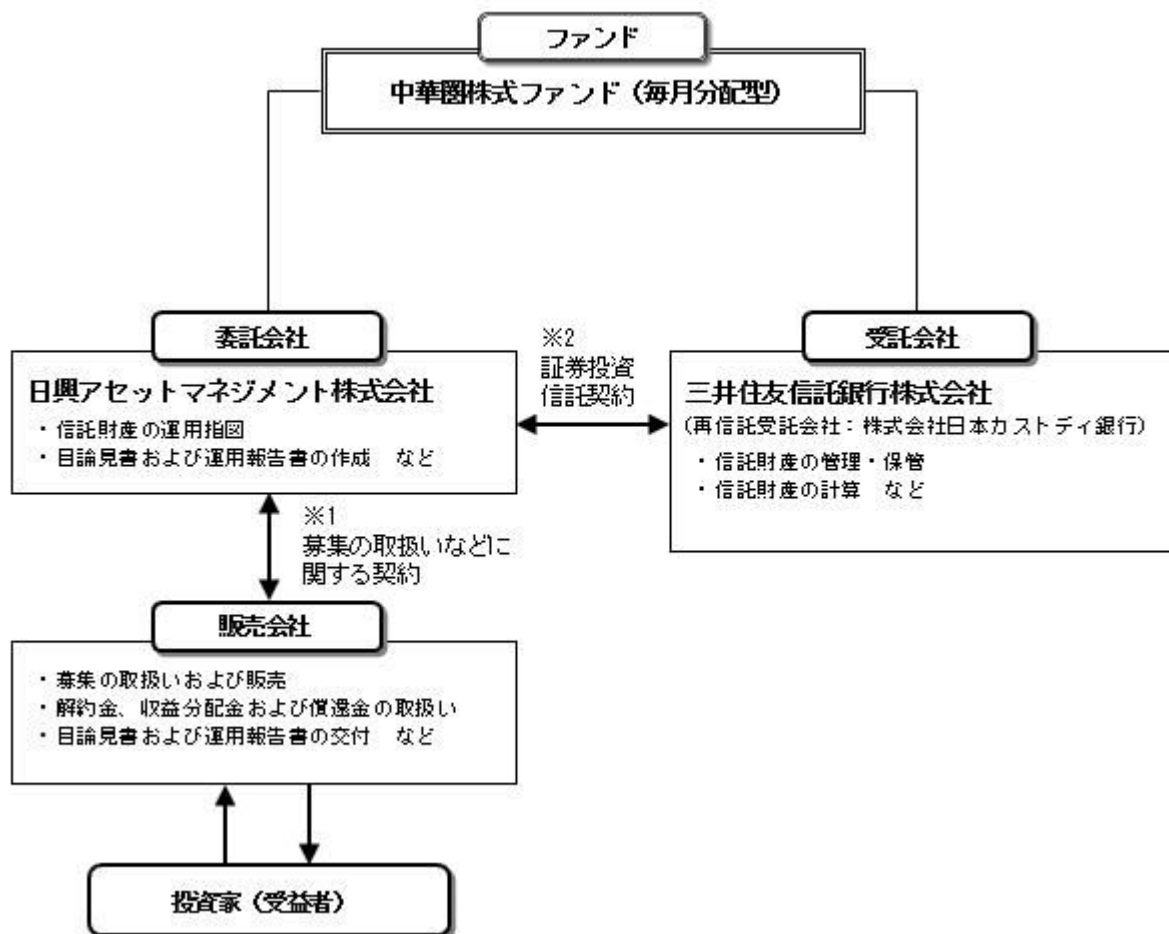 ファンド
中華圏株式ファンド（毎月分配型）
委託会社
日興アセットマネジメント株式会社
・信託財産の運用指図
・目論見書および運用報告書の作成　など
※2
証券投資
信託契約
受託会社
三井住友信託銀行株式会社
(再信託受託会社：株式会社日本カストディ銀行)
・信託財産の管理・保管
・信託財産の計算　など
※1
募集の取扱いなどに
関する契約
販売会社
・募集の取扱いおよび販売
・解約金、収益分配金および償還金の取扱い
・目論見書および運用報告書の交付　など
投資家（受益者）